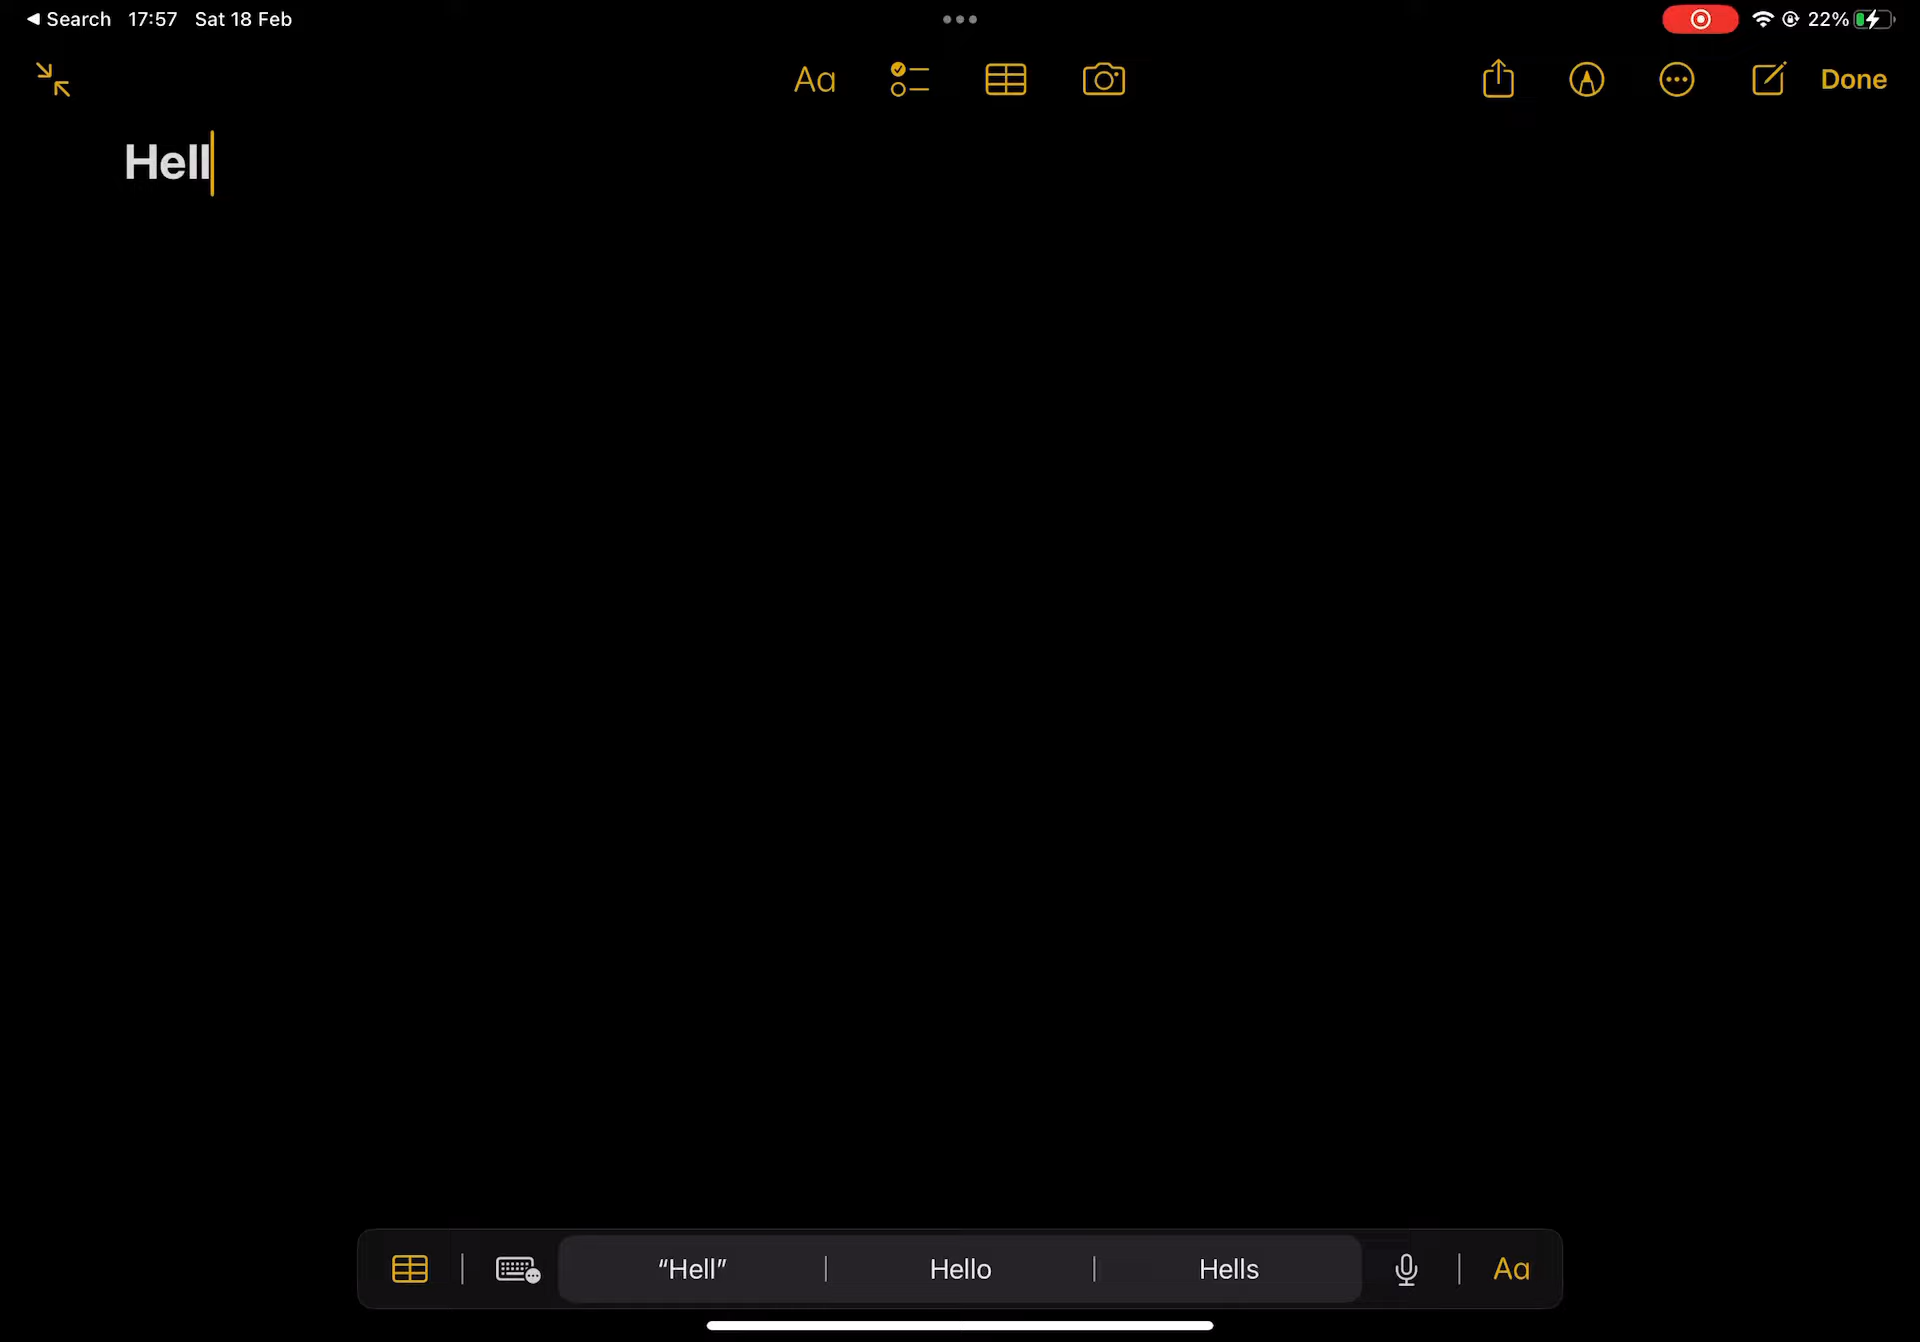 Search 17:57 Sat 18 Feb 22%
Aa Done
Hell
“Hell” Hello Hells Aa